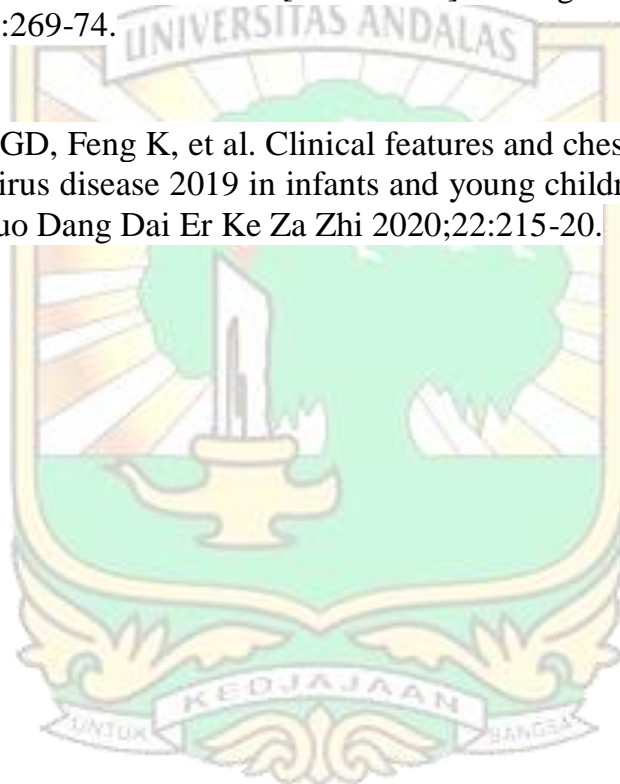 :269-74.
UNIVERSITAS ANDALAS
GD, Feng K, et al. Clinical features and ches
irus disease 2019 in infants and young childr
uo Dang Dai Er Ke Za Zhi 2020;22:215-20.
KEDJAJAAN
UNTUK
BANGSA